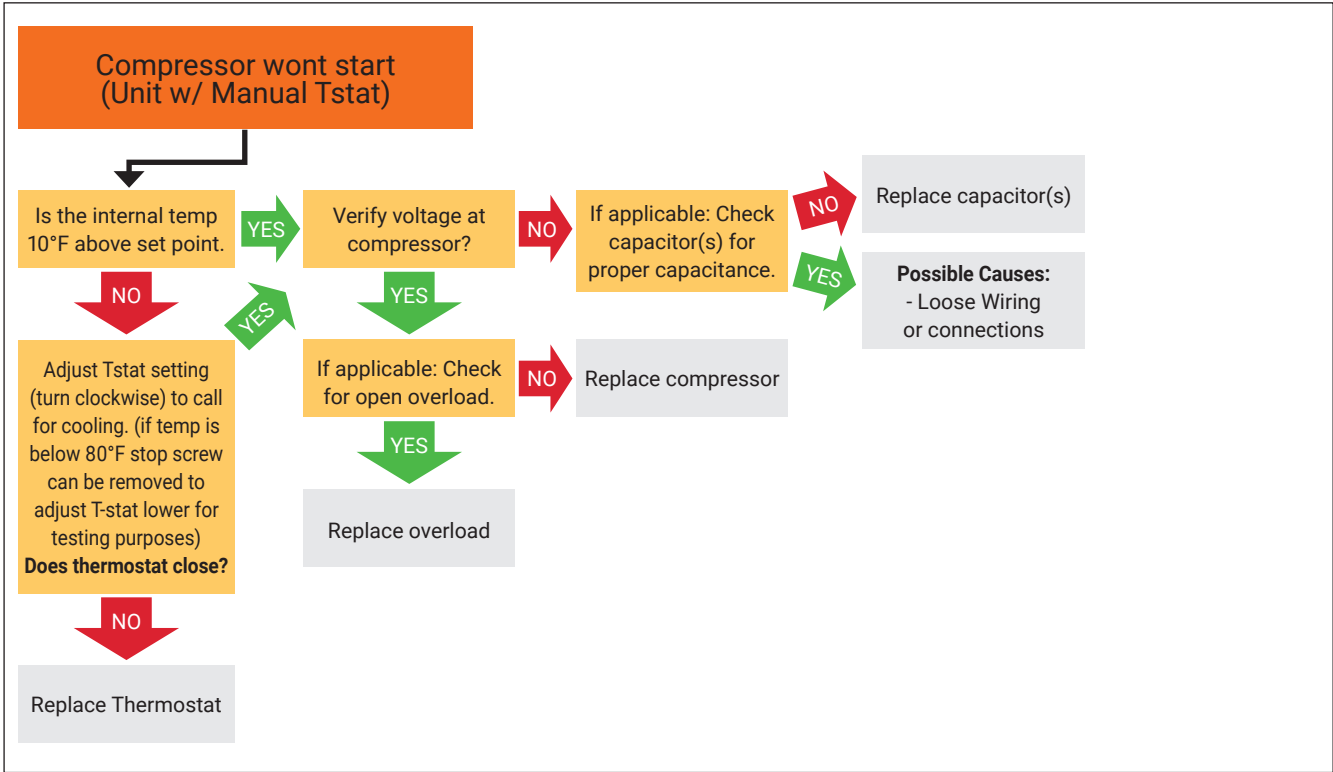 Compressor wont start
(Unit w/ Manual Tstat)
Is the internal temp
10°F above set point.
YES
Verify voltage at
compressor?
NO
If applicable: Check
capacitor(s) for
proper capacitance.
NO
Replace capacitor(s)
YES
Possible Causes:
- Loose Wiring
or connections
NO
YES
YES
Adjust Tstat setting
(turn clockwise) to call
for cooling. (if temp is
below 80°F stop screw
can be removed to
adjust T-stat lower for
testing purposes)
Does thermostat close?
If applicable: Check
for open overload.
NO
Replace compressor
YES
Replace overload
NO
Replace Thermostat